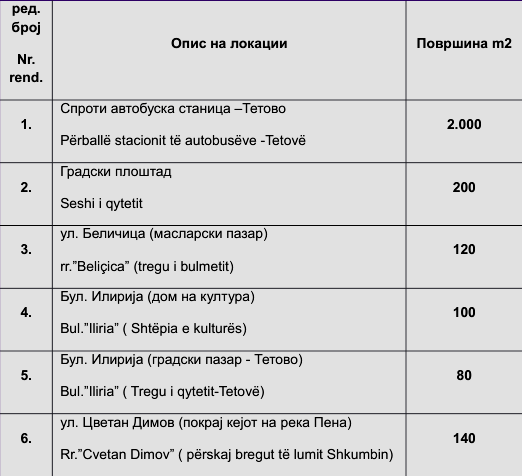 ред. број
Nr. rend.
Опис на локации
Површина m2
1.
Спроти автобуска станица –Тетово
Përballë stacionit të autobusëve -Tetovë
2.000
2.
Градски плоштад
Seshi i qytetit
200
3.
ул. Беличица (масларски пазар)
rr.”Beliçica” (tregu i bulmetit)
120
4.
Бул. Илирија (дом на култура)
Bul.”Iliria” ( Shtëpia e kulturës)
100
5.
Бул. Илирија (градски пазар - Тетово)
Bul.”Iliria” ( Tregu i qytetit-Tetovë)
80
6.
ул. Цветан Димов (покрај кејот на река Пена)
Rr.”Cvetan Dimov” ( përskaj bregut të lumit Shkumbin)
140